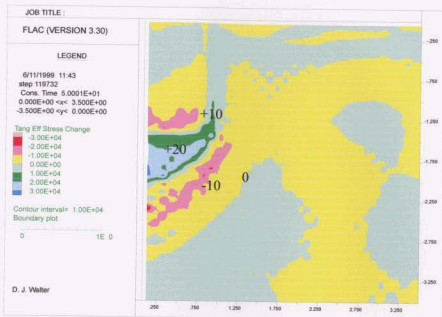 JOB TITLE :
FLAC (VERSION 3.30)
LEGEND
6/11/1999 11:43
step 119732
Cons. Time 5.0001E+01
0.000E+00 <x< 3.500E+00
-3.500E+00 <y< 0.000E+00
Tang Eff Stress Change
-3.00E+04
-2.00E+04
-1.00E+04
0.00E+00
1.00E+04
2.00E+04
3.00E+04
Contour interval= 1.00E+04
Boundary plot
0 1E 0
D. J. Walter
+10
+20
-10
0
-.250
-.750
-1.250
-1.750
-2.250
-2.750
-3.250
.250 .750 1.250 1.750 2.250 2.750 3.250